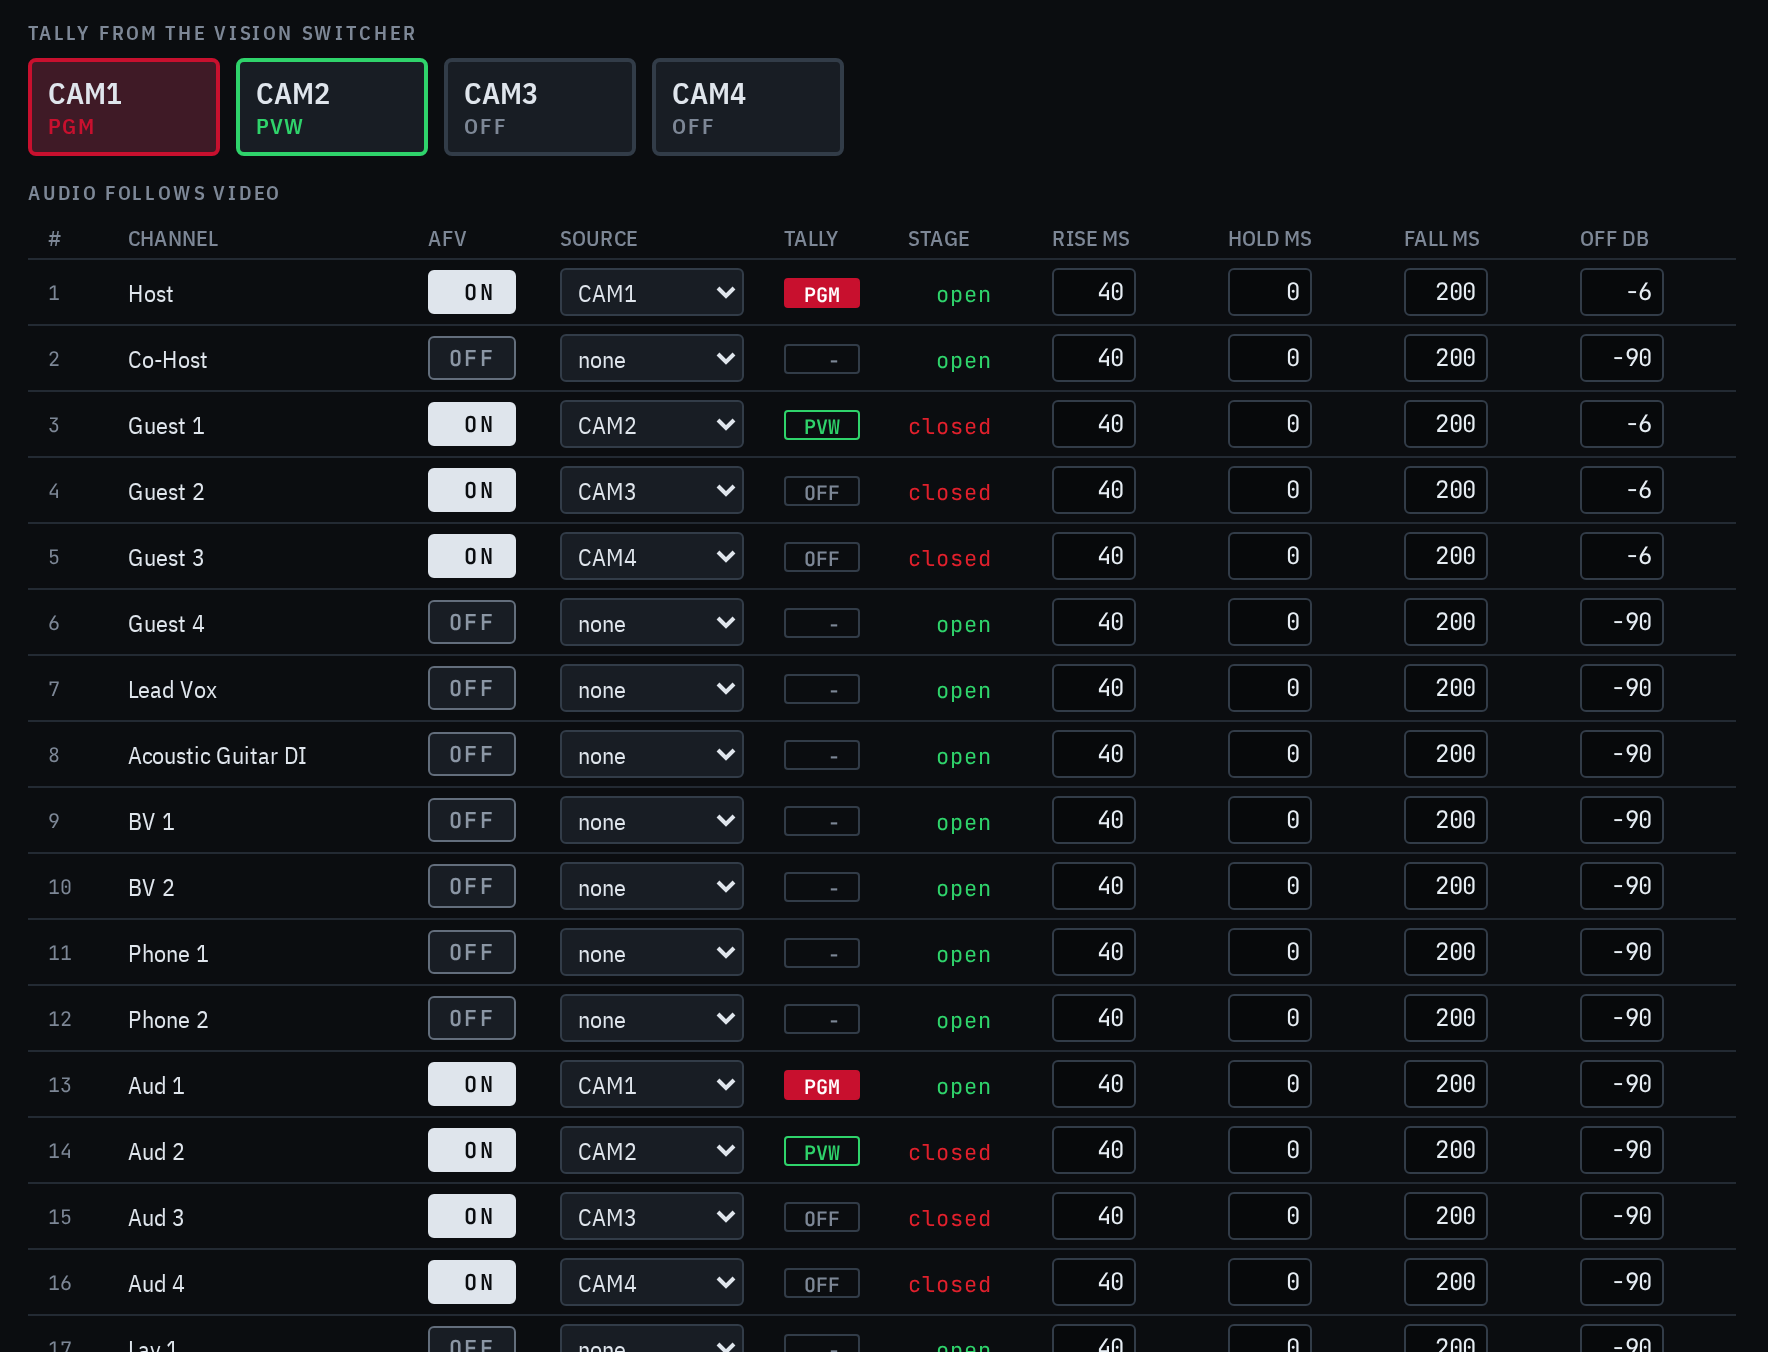 TALLY FROM THE VISION SWITCHER
CAM1 CAM2 CAM3 CAM4
PGM PVW OFF OFF
AUDIO FOLLOWS VIDEO
# CHANNEL AFV SOURCE TALLY STAGE RISE MS HOLD MS FALL MS OFF DB
1 Host ON CAM1 PGM open 40 0 200 -6
2 Co-Host OFF none - open 40 0 200 -90
3 Guest 1 ON CAM2 PVW closed 40 0 200 -6
4 Guest 2 ON CAM3 OFF closed 40 0 200 -6
5 Guest 3 ON CAM4 OFF closed 40 0 200 -6
6 Guest 4 OFF none - open 40 0 200 -90
7 Lead Vox OFF none - open 40 0 200 -90
8 Acoustic Guitar DI OFF none - open 40 0 200 -90
9 BV 1 OFF none - open 40 0 200 -90
10 BV 2 OFF none - open 40 0 200 -90
11 Phone 1 OFF none - open 40 0 200 -90
12 Phone 2 OFF none - open 40 0 200 -90
13 Aud 1 ON CAM1 PGM open 40 0 200 -90
14 Aud 2 ON CAM2 PVW closed 40 0 200 -90
15 Aud 3 ON CAM3 OFF closed 40 0 200 -90
16 Aud 4 ON CAM4 OFF closed 40 0 200 -90
17 Lav 1 OFF none - open 40 0 200 -90